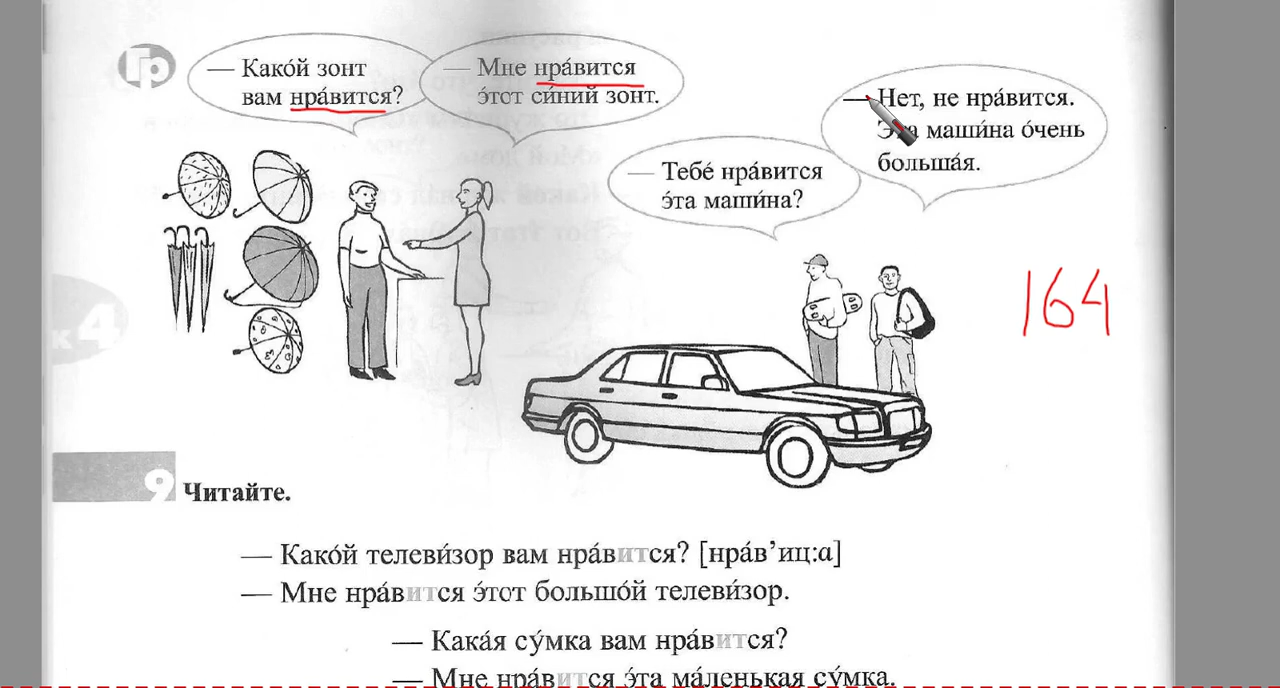 Гр
— Како́й зонт
вам нра́вится?
— Мне нра́вится
э́тот си́ний зонт.
— Тебе́ нра́вится
э́та маши́на?
— Нет, не нра́вится.
Э́та маши́на о́чень
больша́я.
164
к 4
9 Читайте.
— Како́й телеви́зор вам нра́вится? [нра́в’иц:а]
— Мне нра́вится э́тот большо́й телеви́зор.
— Кака́я су́мка вам нра́вится?
— Мне нра́вится э́та ма́ленькая су́мка.